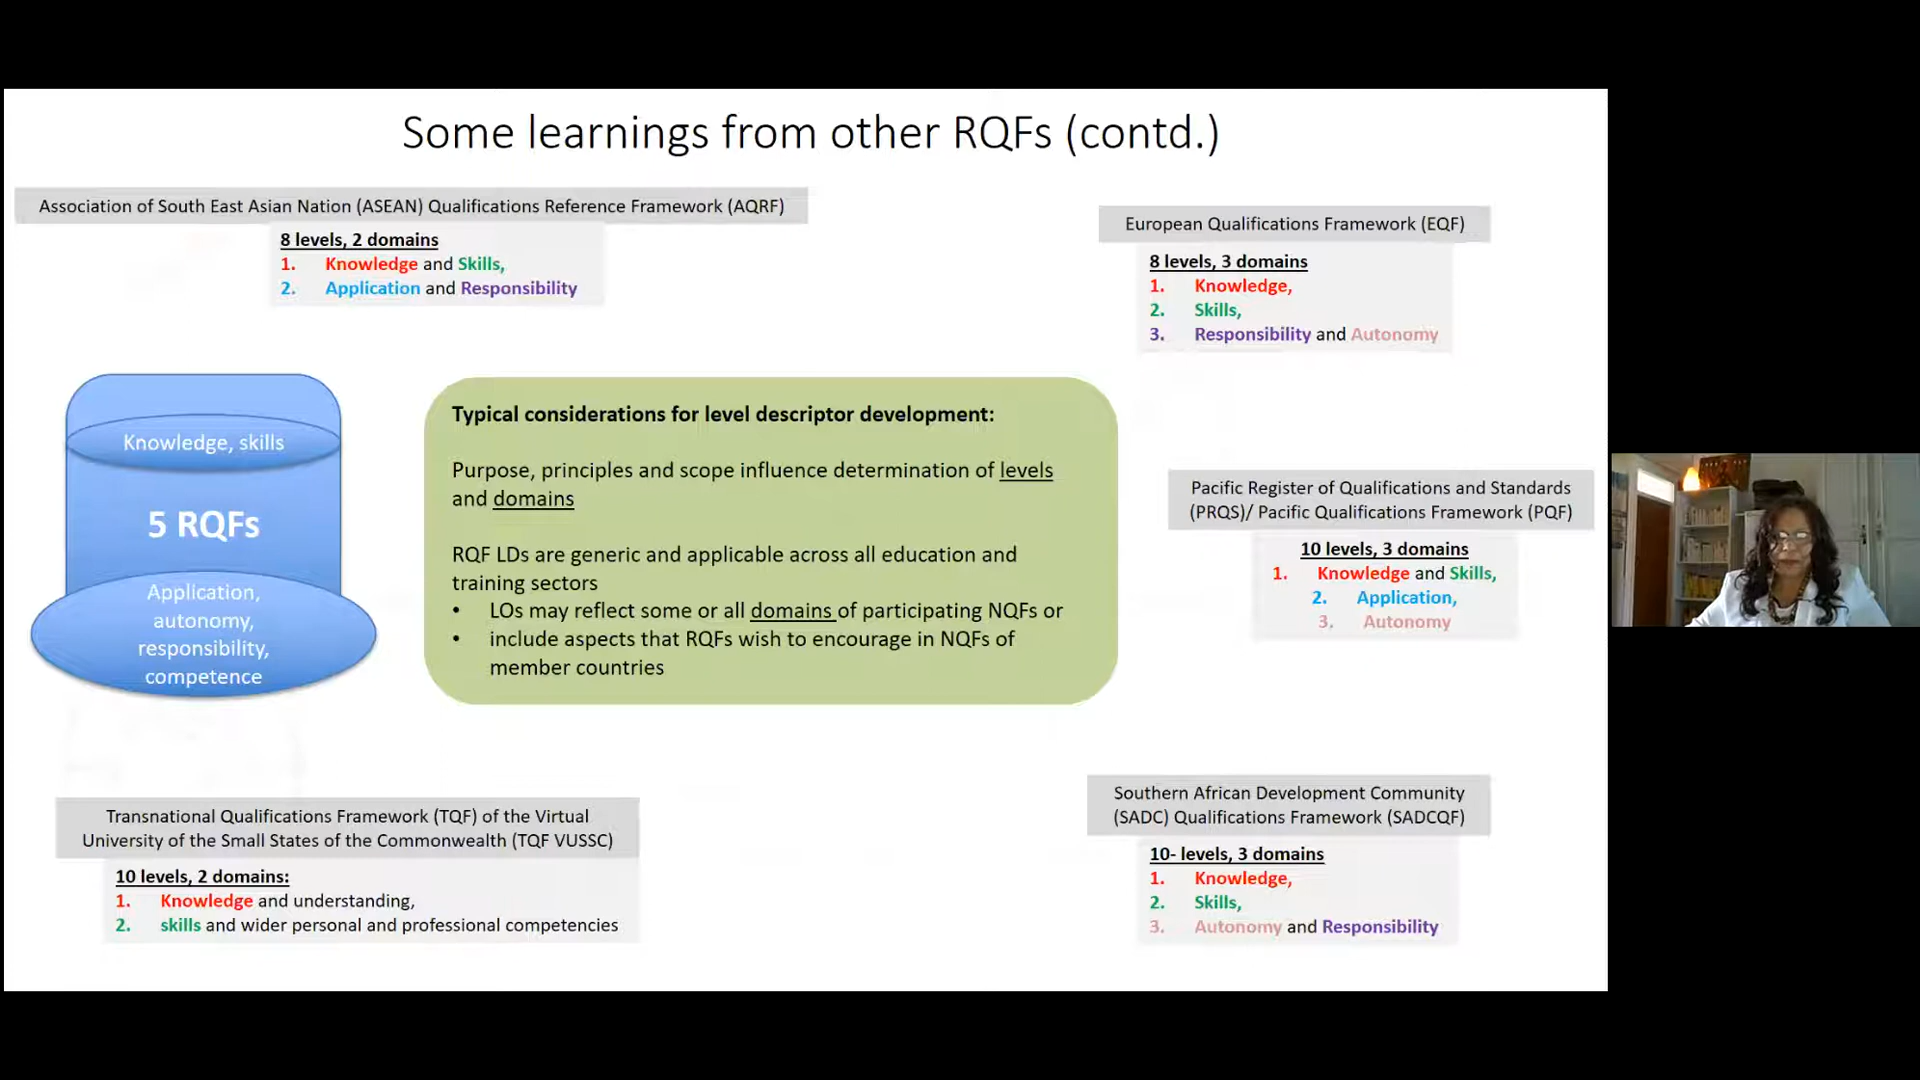 Some learnings from other RQFs (contd.)
Association of South East Asian Nation (ASEAN) Qualifications Reference Framework (AQRF)
8 levels, 2 domains
1. Knowledge and Skills,
2. Application and Responsibility
European Qualifications Framework (EQF)
8 levels, 3 domains
1. Knowledge,
2. Skills,
3. Responsibility and Autonomy
Knowledge, skills
5 RQFs
Application,
autonomy,
responsibility,
competence
Typical considerations for level descriptor development:
Purpose, principles and scope influence determination of levels
and domains
RQF LDs are generic and applicable across all education and
training sectors
• LOs may reflect some or all domains of participating NQFs or
• include aspects that RQFs wish to encourage in NQFs of
member countries
Pacific Register of Qualifications and Standards
(PRQS)/ Pacific Qualifications Framework (PQF)
10 levels, 3 domains
1. Knowledge and Skills,
2. Application,
3. Autonomy
Transnational Qualifications Framework (TQF) of the Virtual
University of the Small States of the Commonwealth (TQF VUSSC)
10 levels, 2 domains:
1. Knowledge and understanding,
2. skills and wider personal and professional competencies
Southern African Development Community
(SADC) Qualifications Framework (SADCQF)
10- levels, 3 domains
1. Knowledge,
2. Skills,
3. Autonomy and Responsibility